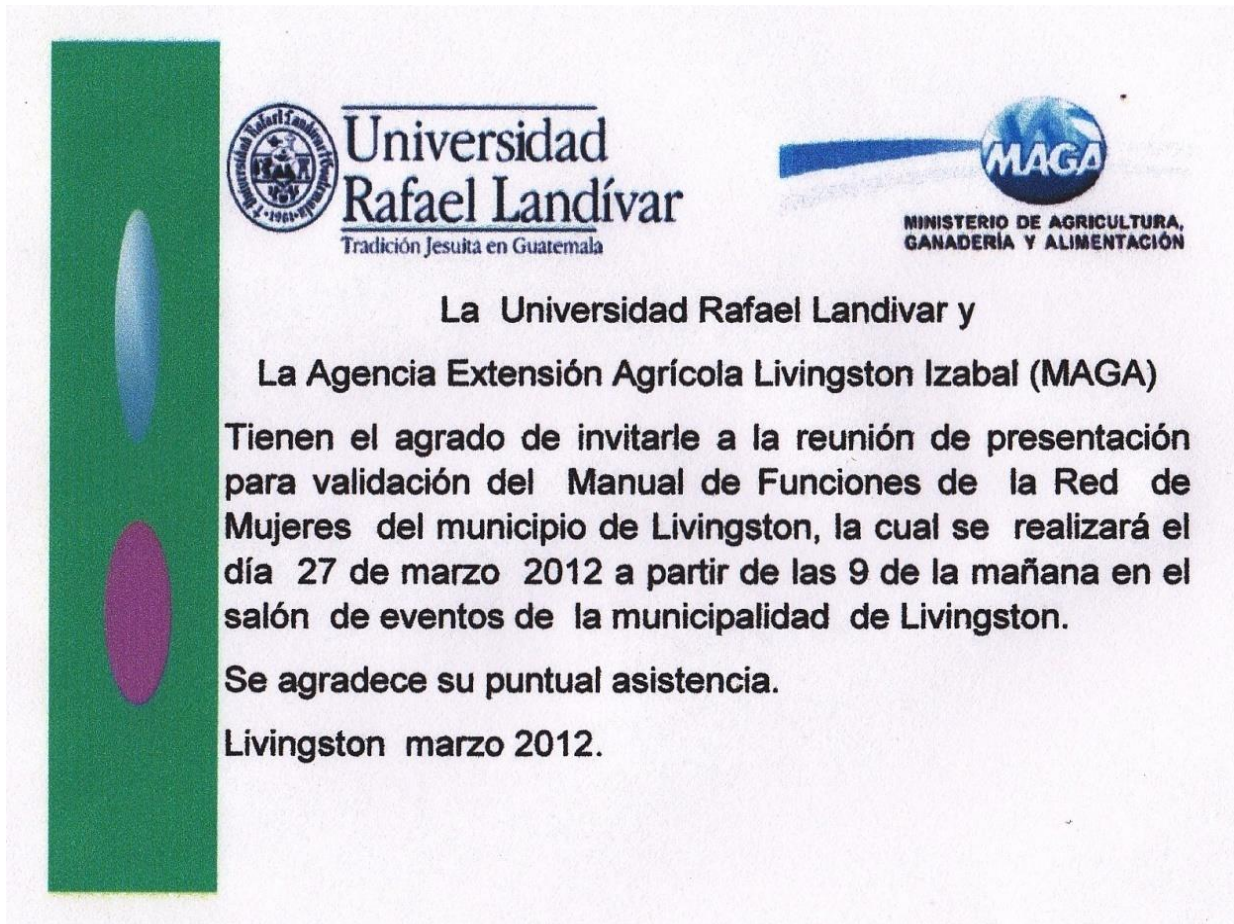 Universidad
Rafael Landívar
Tradición Jesuita en Guatemala
MAGA
MINISTERIO DE AGRICULTURA,
GANADERÍA Y ALIMENTACIÓN
La Universidad Rafael Landivar y
La Agencia Extensión Agrícola Livingston Izabal (MAGA)
Tienen el agrado de invitarle a la reunión de presentación
para validación del Manual de Funciones de la Red de
Mujeres del municipio de Livingston, la cual se realizará el
día 27 de marzo 2012 a partir de las 9 de la mañana en el
salón de eventos de la municipalidad de Livingston.
Se agradece su puntual asistencia.
Livingston marzo 2012.